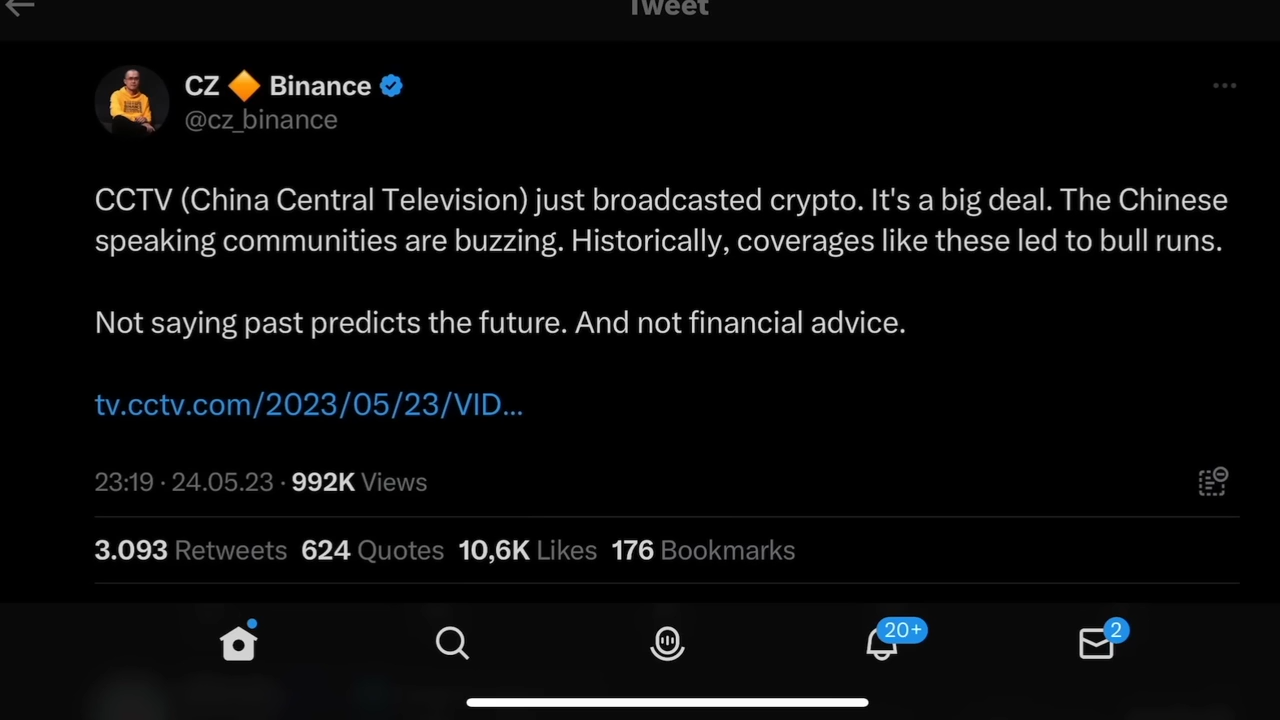 Tweet
CZ 🔶 Binance
@cz_binance
CCTV (China Central Television) just broadcasted crypto. It's a big deal. The Chinese
speaking communities are buzzing. Historically, coverages like these led to bull runs.
Not saying past predicts the future. And not financial advice.
tv.cctv.com/2023/05/23/VID...
23:19 · 24.05.23 · 992K Views
3.093 Retweets 624 Quotes 10,6K Likes 176 Bookmarks
20+ 2